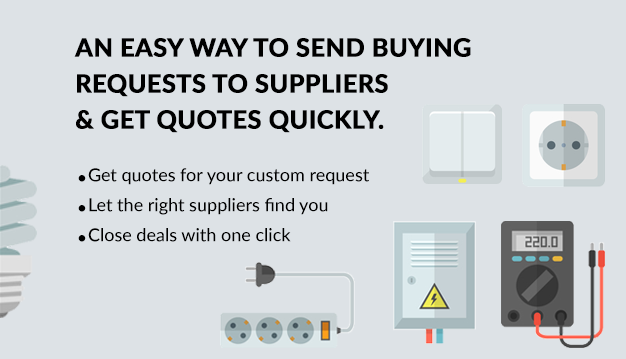 AN EASY WAY TO SEND BUYING
REQUESTS TO SUPPLIERS
& GET QUOTES QUICKLY.
•Get quotes for your custom request
•Let the right suppliers find you
•Close deals with one click
220.0